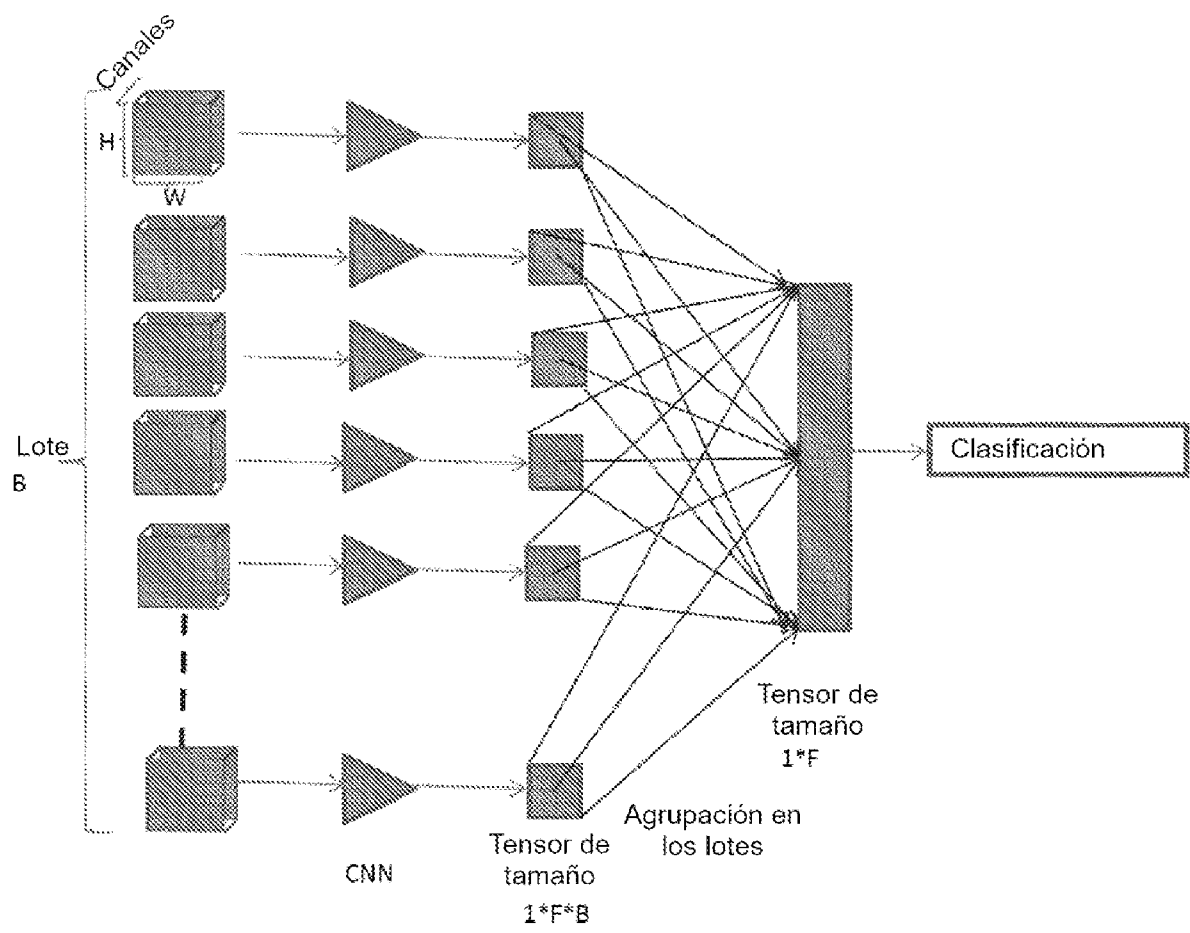 Canales
H
W
Lote
B
Clasificación
Tensor de
tamaño
1*F
Agrupación en
los lotes
Tensor de
tamaño
1*F*B
CNN